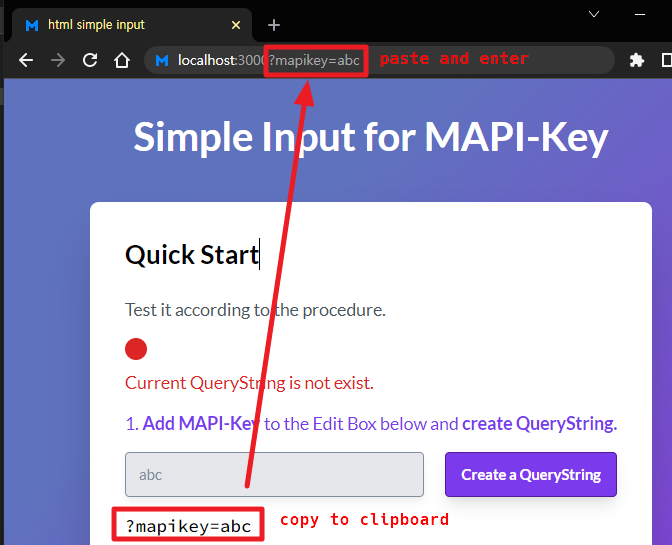 html simple input
localhost:3000?mapikey=abc paste and enter
Simple Input for MAPI-Key
Quick Start
Test it according to the procedure.
Current QueryString is not exist.
1. Add MAPI-Key to the Edit Box below and create QueryString.
abc Create a QueryString
?mapikey=abc copy to clipboard